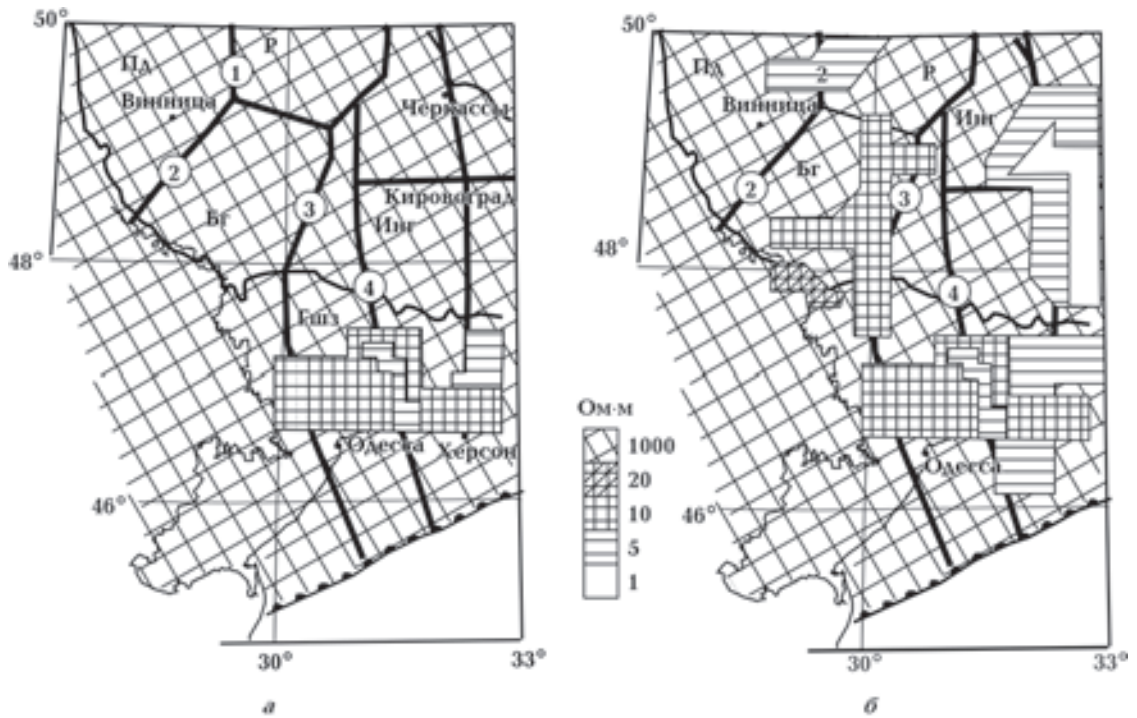 50°
Пд
Р
1
Винница
Черкассы
2
Бг
3
Кировоград
Инг
48°
4
Гшз
Одесса
Херсон
46°
30°
33°
а
50°
Пд
2
Р
Винница
Инг
Бг
2
3
48°
4
Ом·м
1000
20
10
5
1
Одесса
46°
30°
33°
б